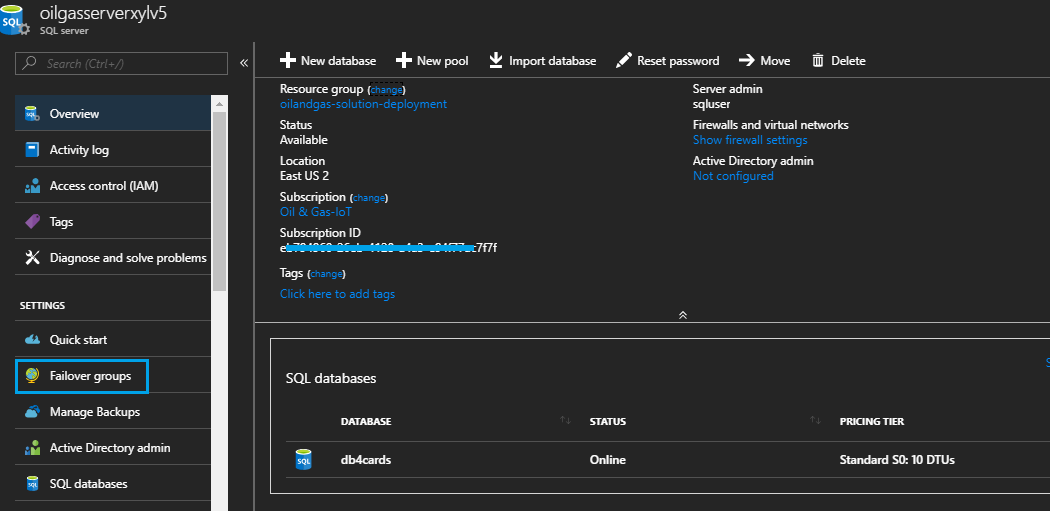 oilgasserverxylv5
SQL server
Search (Ctrl+/)
Overview
Activity log
Access control (IAM)
Tags
Diagnose and solve problems
SETTINGS
Quick start
Failover groups
Manage Backups
Active Directory admin
SQL databases
New database
New pool
Import database
Reset password
Move
Delete
Resource group (change)
oilandgas-solution-deployment
Status
Available
Location
East US 2
Subscription (change)
Oil & Gas-IoT
Subscription ID
Tags (change)
Click here to add tags
Server admin
sqluser
Firewalls and virtual networks
Show firewall settings
Active Directory admin
Not configured
SQL databases
DATABASE STATUS PRICING TIER
db4cards Online Standard S0: 10 DTUs